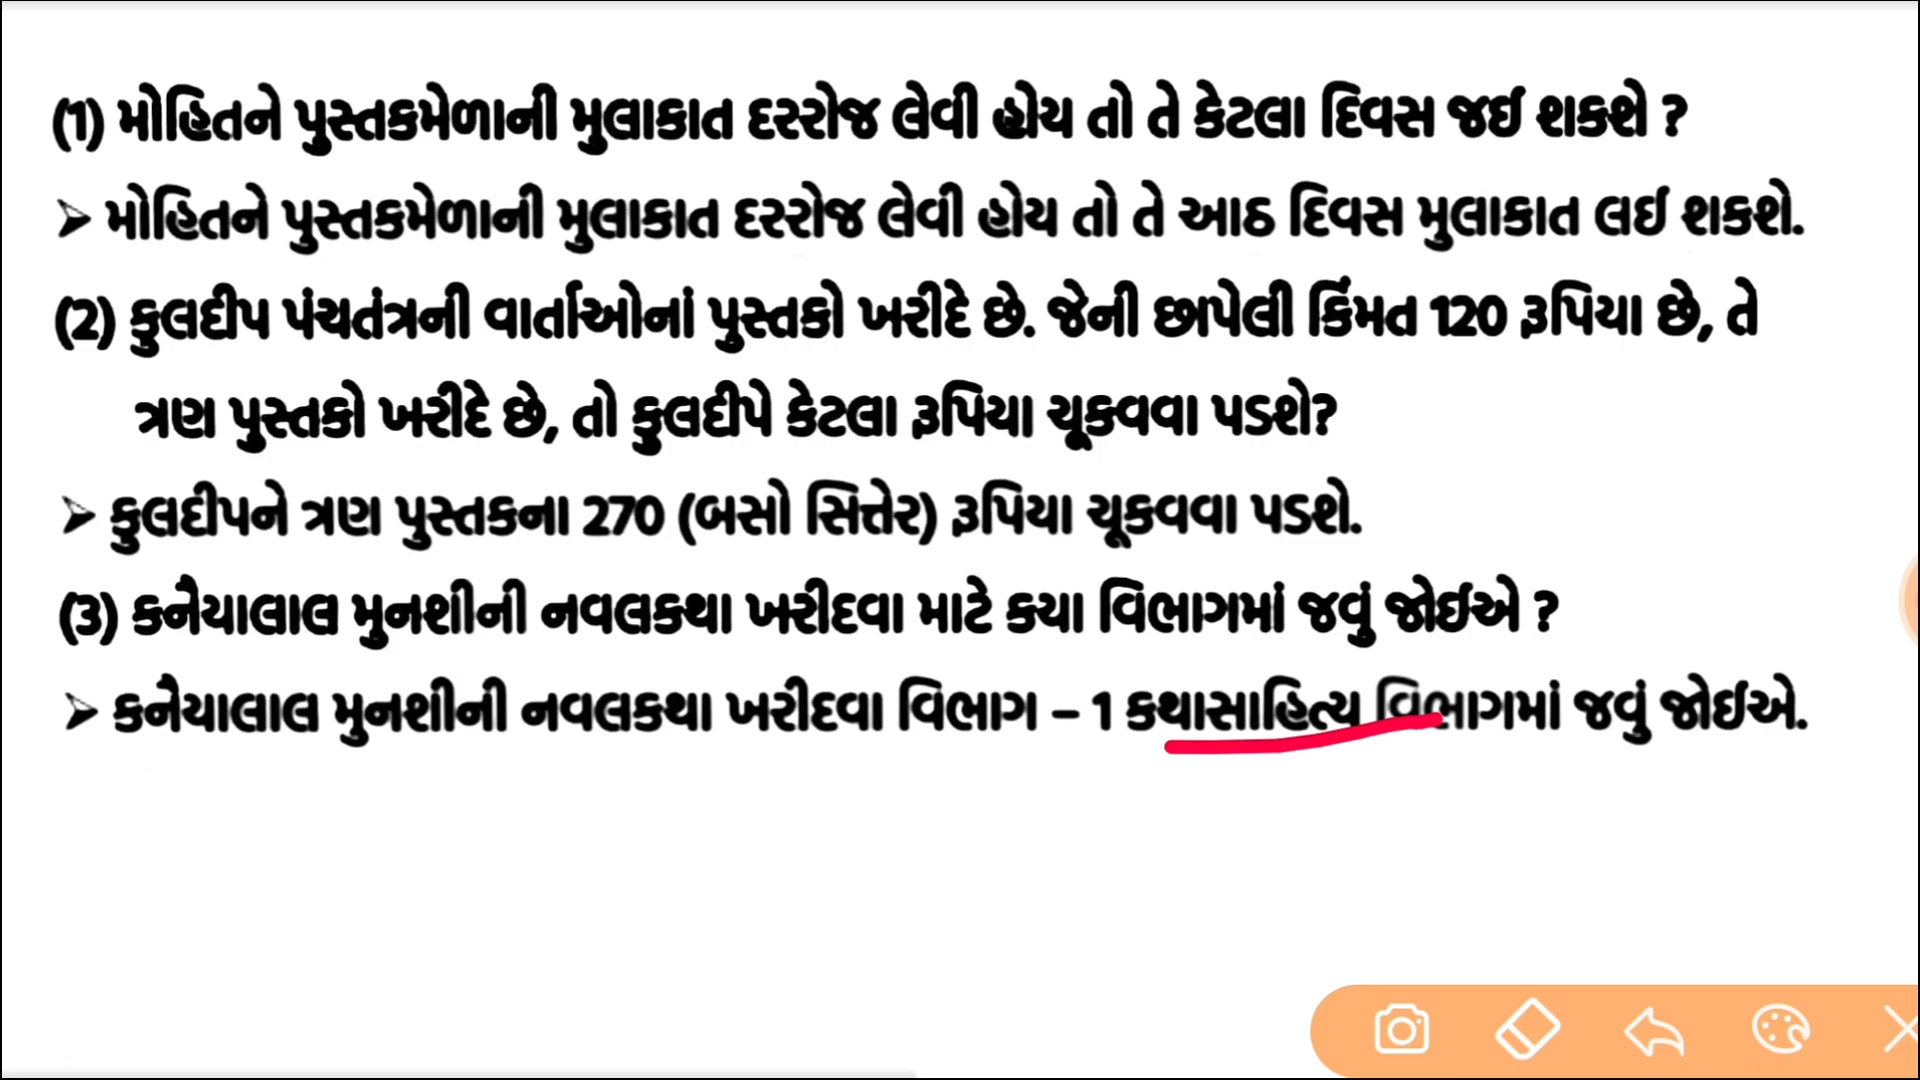 (1) મોહિતને પુસ્તકમેળાની મુલાકાત દરરોજ લેવી હોય તો તે કેટલા દિવસ જઈ શકશે ?
➢ મોહિતને પુસ્તકમેળાની મુલાકાત દરરોજ લેવી હોય તો તે આઠ દિવસ મુલાકાત લઈ શકશે.
(2) કુલદીપ પંચતંત્રની વાર્તાઓનાં પુસ્તકો ખરીદે છે. જેની છાપેલી કિંમત 120 રૂપિયા છે, તે
ત્રણ પુસ્તકો ખરીદે છે, તો કુલદીપે કેટલા રૂપિયા ચૂકવવા પડશે?
➢ કુલદીપને ત્રણ પુસ્તકના 270 (બસો સિત્તેર) રૂપિયા ચૂકવવા પડશે.
(૩) કનૈયાલાલ મુનશીની નવલકથા ખરીદવા માટે કયા વિભાગમાં જવું જોઈએ ?
➢ કનૈયાલાલ મુનશીની નવલકથા ખરીદવા વિભાગ – 1 કથાસાહિત્ય વિભાગમાં જવું જોઈએ.